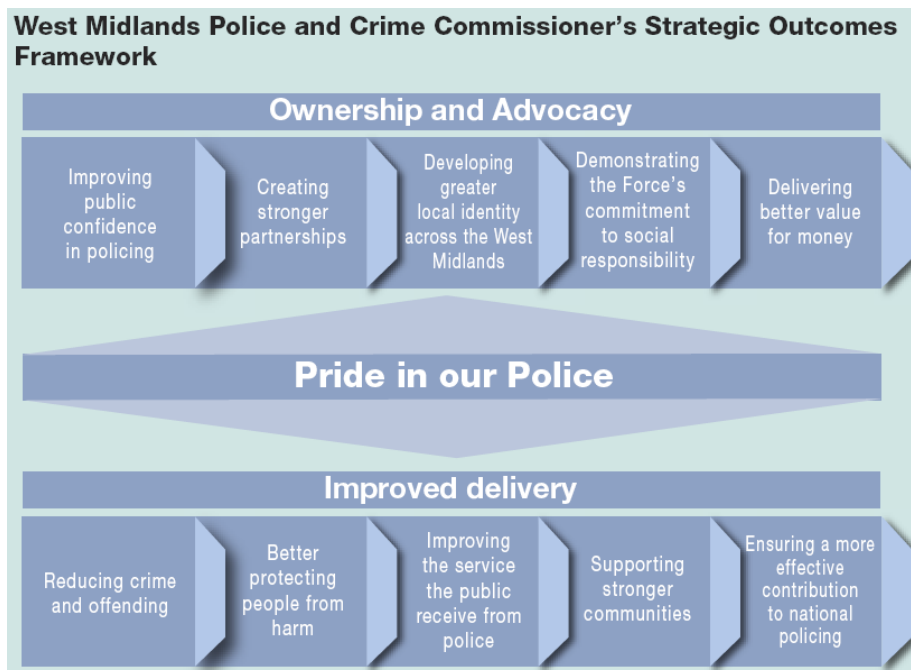 West Midlands Police and Crime Commissioner's Strategic Outcomes
Framework
Ownership and Advocacy
Improving
public
confidence
in policing
Creating
stronger
partnerships
Developing
greater
local identity
across the West
Midlands
Demonstrating
the Force's
commitment
to social
responsibility
Delivering
better value
for money
Pride in our Police
Improved delivery
Reducing crime
and offending
Better
protecting
people from
harm
Improving
the service
the public
receive from
police
Supporting
stronger
communities
Ensuring a more
effective
contribution
to national
policing